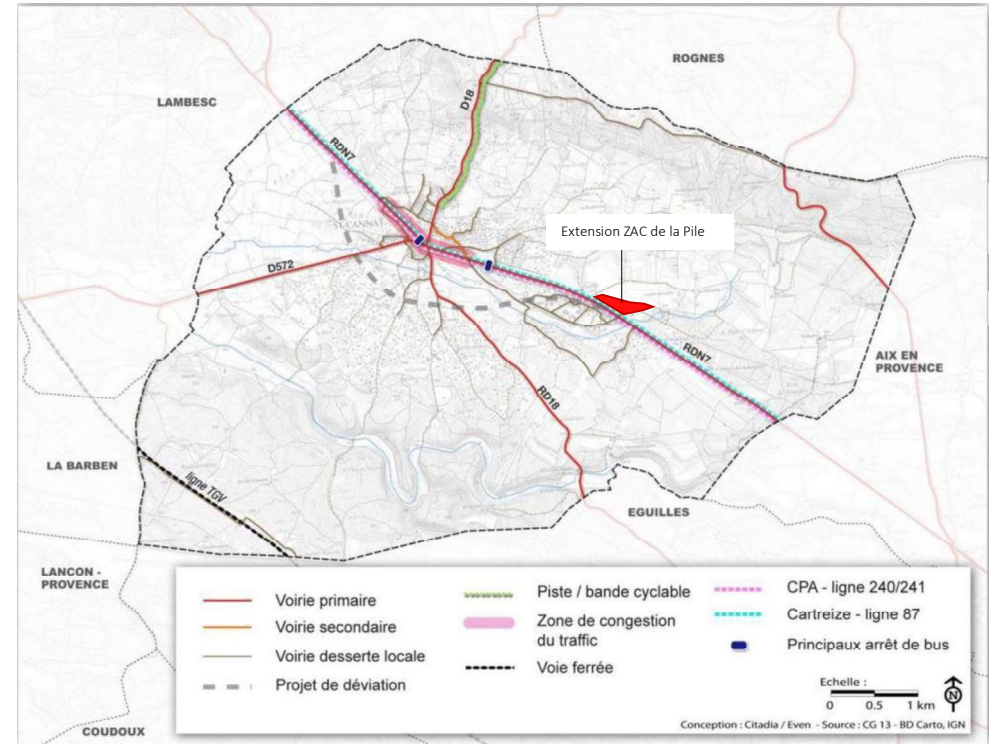 ROGNES
LAMBESC
D18
RDN7
ST-CANNAT
Extension ZAC de la Pile
D572
RDN7
AIX EN
PROVENCE
RD18
LA BARBEN
ligne TGV
EGUILLES
LANCON -
PROVENCE
COUDOUX
Voirie primaire
Voirie secondaire
Voirie desserte locale
Projet de déviation
Piste / bande cyclable
Zone de congestion
du traffic
Voie ferrée
CPA - ligne 240/241
Cartreize - ligne 87
Principaux arrêt de bus
Echelle :
0 0.5 1 km
N
Conception : Citadia / Even - Source : CG 13 - BD Carto, IGN